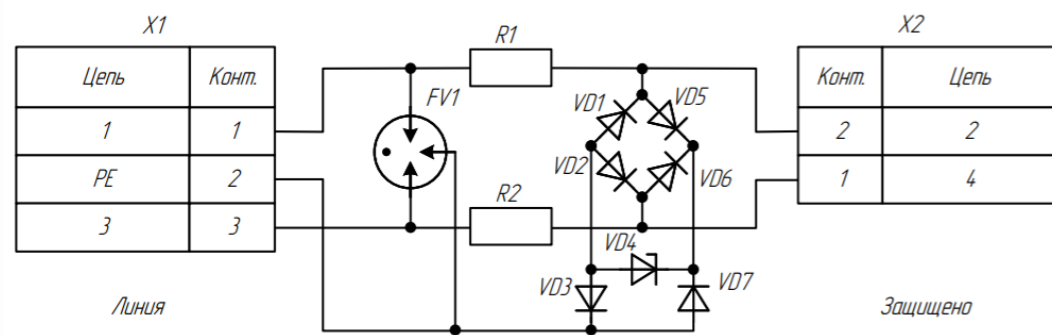 X1
Цепь Конт.
1 1
PE 2
3 3
Линия
R1
FV1
R2
VD1 VD5
VD2 VD6
VD4
VD3 VD7
X2
Конт. Цепь
2 2
1 4
Защищено